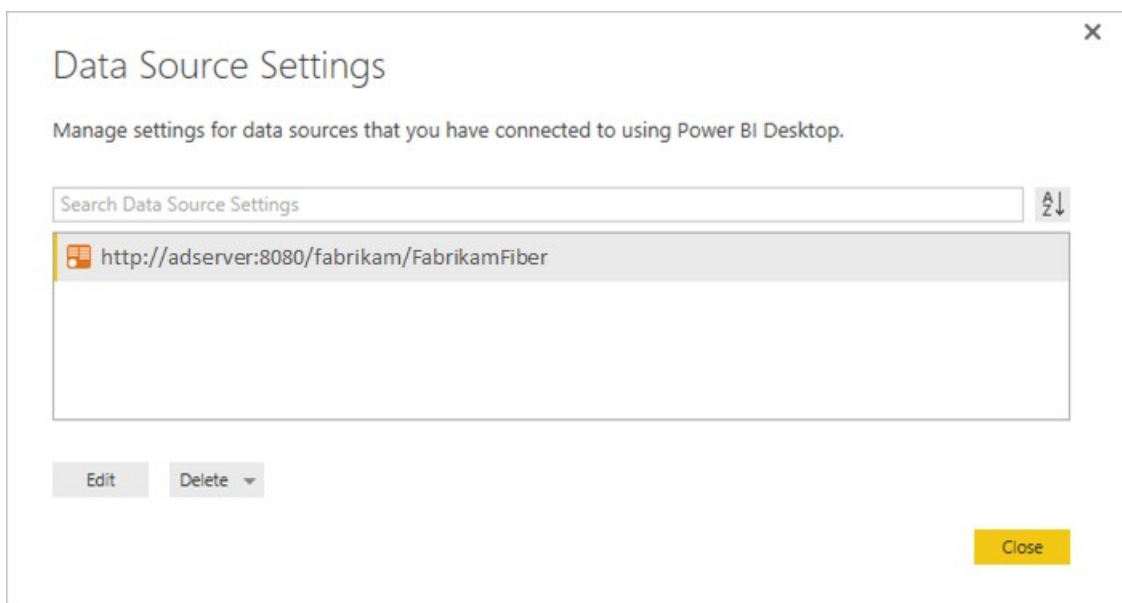 Data Source Settings
Manage settings for data sources that you have connected to using Power BI Desktop.
Search Data Source Settings
http://adserver:8080/fabrikam/FabrikamFiber
Edit
Delete
Close